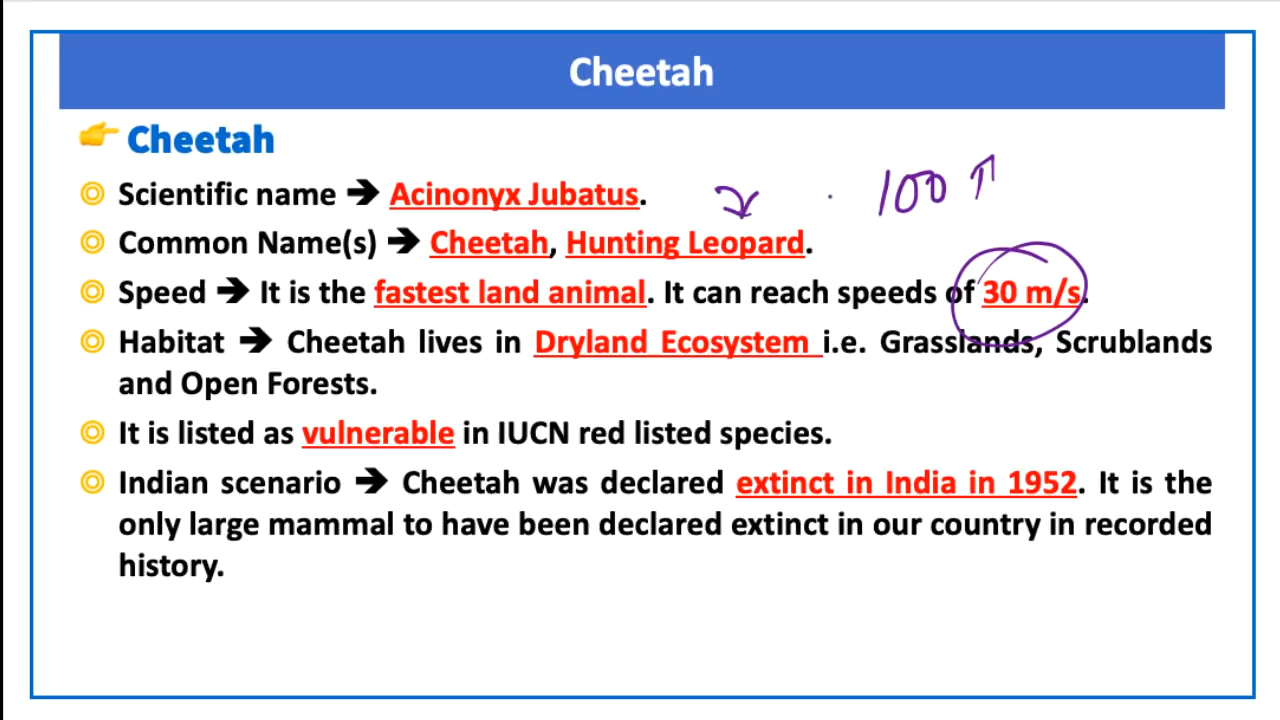 Cheetah
Cheetah
Scientific name → Acinonyx Jubatus.
100 ↑
Common Name(s) → Cheetah, Hunting Leopard.
Speed → It is the fastest land animal. It can reach speeds of 30 m/s.
Habitat → Cheetah lives in Dryland Ecosystem i.e. Grasslands, Scrublands
and Open Forests.
It is listed as vulnerable in IUCN red listed species.
Indian scenario → Cheetah was declared extinct in India in 1952. It is the
only large mammal to have been declared extinct in our country in recorded
history.